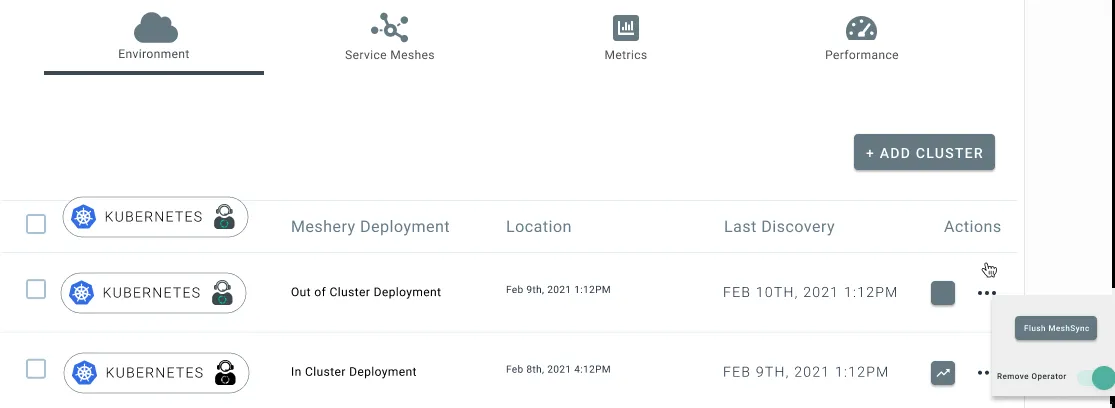 Environment
Service Meshes
Metrics
Performance
+ ADD CLUSTER
KUBERNETES
Meshery Deployment
Location
Last Discovery
Actions
KUBERNETES
Out of Cluster Deployment
Feb 9th, 2021 1:12PM
FEB 10TH, 2021 1:12PM
Flush MeshSync
KUBERNETES
In Cluster Deployment
Feb 8th, 2021 4:12PM
FEB 9TH, 2021 1:12PM
Remove Operator